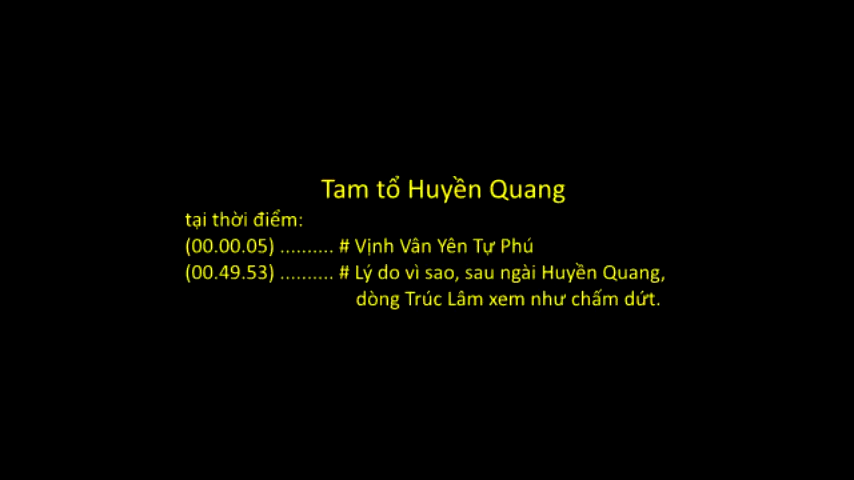 Tam tổ Huyền Quang
tại thời điểm:
(00.00.05) .......... # Vịnh Vân Yên Tự Phú
(00.49.53) .......... # Lý do vì sao, sau ngài Huyền Quang,
dòng Trúc Lâm xem như chấm dứt.